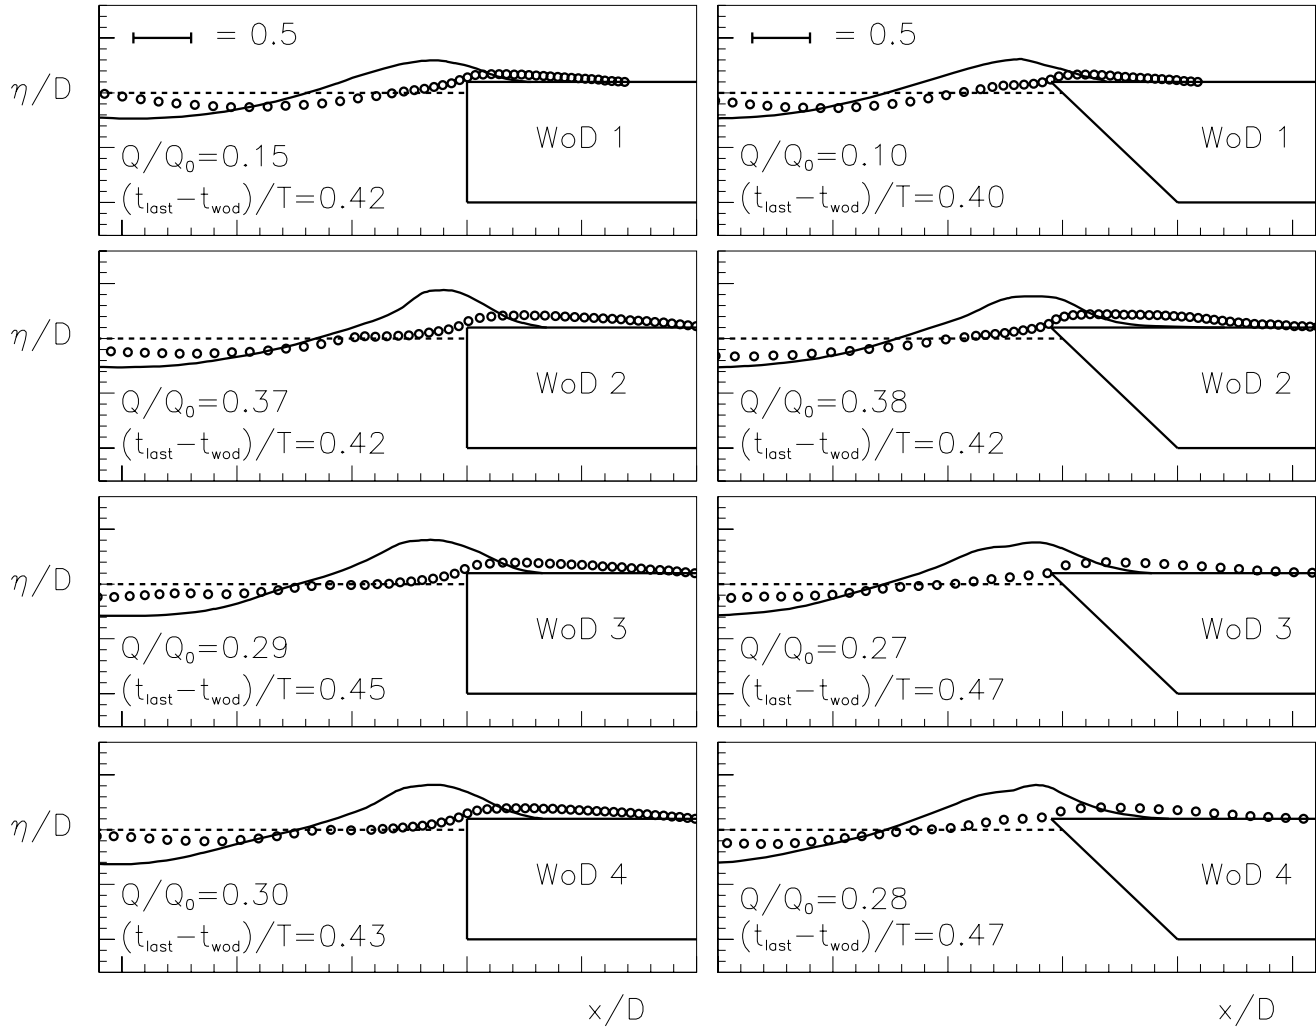 = 0.5
= 0.5
η/D
WoD 1
WoD 1
Q/Q₀=0.15
(t_last−t_wod)/T=0.42
Q/Q₀=0.10
(t_last−t_wod)/T=0.40
η/D
WoD 2
WoD 2
Q/Q₀=0.37
(t_last−t_wod)/T=0.42
Q/Q₀=0.38
(t_last−t_wod)/T=0.42
η/D
WoD 3
WoD 3
Q/Q₀=0.29
(t_last−t_wod)/T=0.45
Q/Q₀=0.27
(t_last−t_wod)/T=0.47
η/D
WoD 4
WoD 4
Q/Q₀=0.30
(t_last−t_wod)/T=0.43
Q/Q₀=0.28
(t_last−t_wod)/T=0.47
x/D
x/D